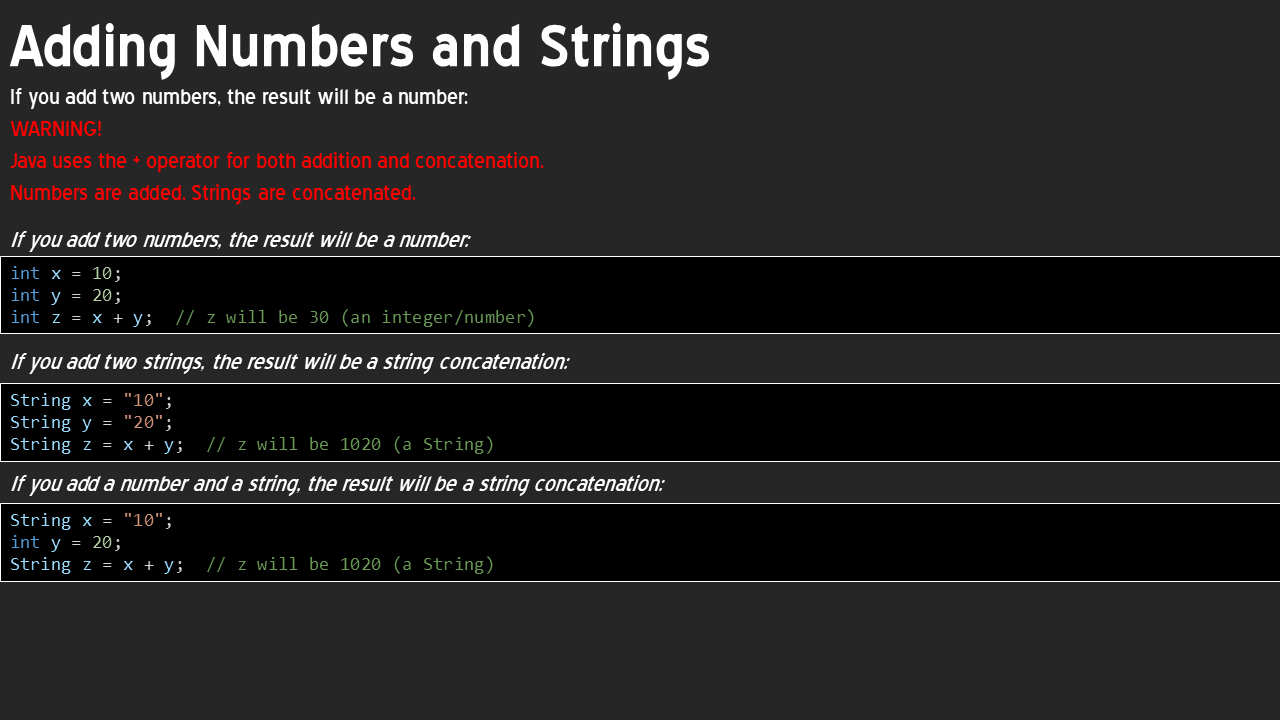 Adding Numbers and Strings
If you add two numbers, the result will be a number:
WARNING!
Java uses the + operator for both addition and concatenation.
Numbers are added. Strings are concatenated.
If you add two numbers, the result will be a number:
int x = 10;
int y = 20;
int z = x + y;  // z will be 30 (an integer/number)
If you add two strings, the result will be a string concatenation:
String x = "10";
String y = "20";
String z = x + y;  // z will be 1020 (a String)
If you add a number and a string, the result will be a string concatenation:
String x = "10";
int y = 20;
String z = x + y;  // z will be 1020 (a String)